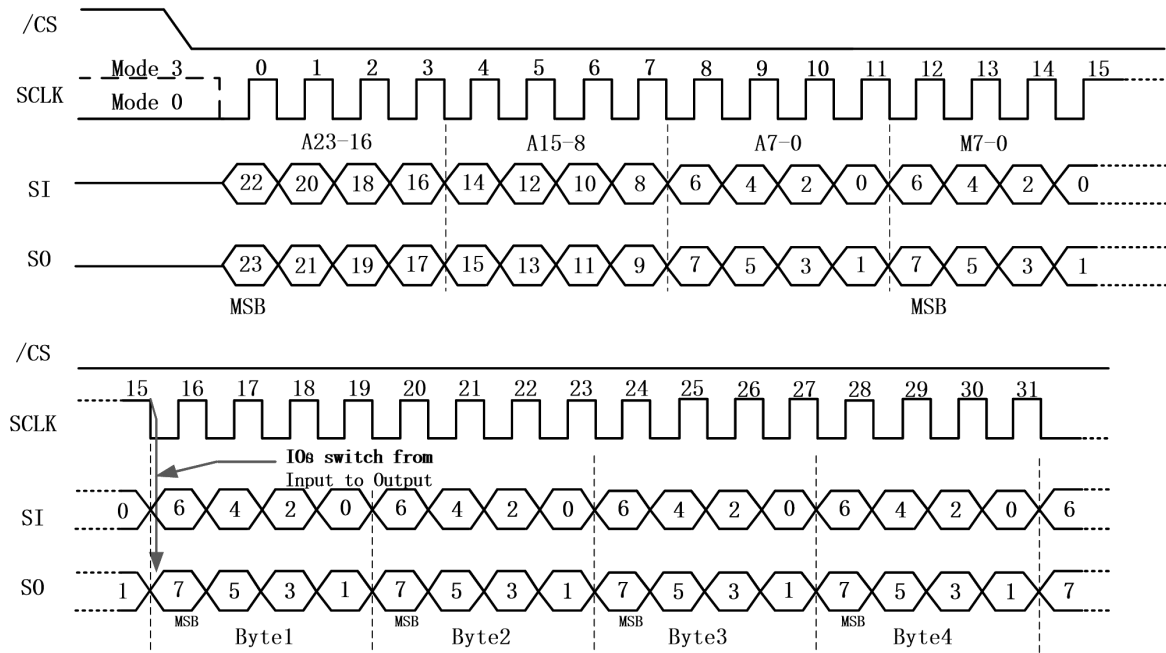 /CS
Mode 3 0 1 2 3 4 5 6 7 8 9 10 11 12 13 14 15
SCLK
Mode 0
A23-16 A15-8 A7-0 M7-0
SI 22 20 18 16 14 12 10 8 6 4 2 0 6 4 2 0
SO 23 21 19 17 15 13 11 9 7 5 3 1 7 5 3 1
MSB MSB
/CS
15 16 17 18 19 20 21 22 23 24 25 26 27 28 29 30 31
SCLK
IOs switch from
Input to Output
SI 0 6 4 2 0 6 4 2 0 6 4 2 0 6 4 2 0 6
SO 1 7 5 3 1 7 5 3 1 7 5 3 1 7 5 3 1 7
MSB MSB MSB MSB
Byte1 Byte2 Byte3 Byte4